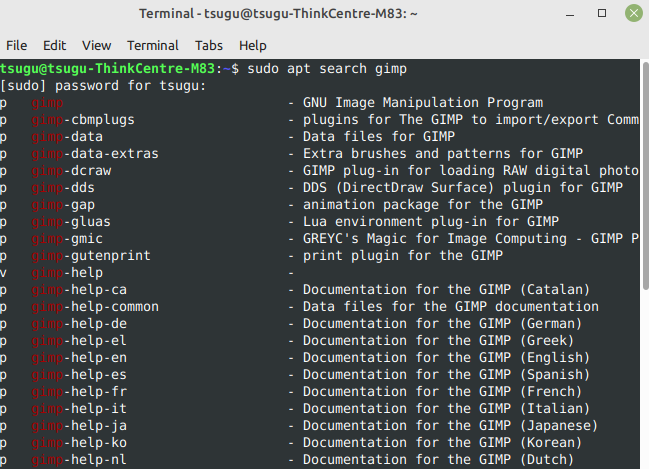 Terminal - tsugu@tsugu-ThinkCentre-M83: ~
File Edit View Terminal Tabs Help
tsugu@tsugu-ThinkCentre-M83:~$ sudo apt search gimp
[sudo] password for tsugu:
p   gimp                            - GNU Image Manipulation Program
p   gimp-cbmplugs                   - plugins for The GIMP to import/export Comm
p   gimp-data                       - Data files for GIMP
p   gimp-data-extras                - Extra brushes and patterns for GIMP
p   gimp-dcraw                      - GIMP plug-in for loading RAW digital photo
p   gimp-dds                        - DDS (DirectDraw Surface) plugin for GIMP
p   gimp-gap                        - animation package for the GIMP
p   gimp-gluas                      - Lua environment plug-in for GIMP
p   gimp-gmic                       - GREYC's Magic for Image Computing - GIMP P
p   gimp-gutenprint                 - print plugin for the GIMP
v   gimp-help                       -
p   gimp-help-ca                    - Documentation for the GIMP (Catalan)
p   gimp-help-common                - Data files for the GIMP documentation
p   gimp-help-de                    - Documentation for the GIMP (German)
p   gimp-help-el                    - Documentation for the GIMP (Greek)
p   gimp-help-en                    - Documentation for the GIMP (English)
p   gimp-help-es                    - Documentation for the GIMP (Spanish)
p   gimp-help-fr                    - Documentation for the GIMP (French)
p   gimp-help-it                    - Documentation for the GIMP (Italian)
p   gimp-help-ja                    - Documentation for the GIMP (Japanese)
p   gimp-help-ko                    - Documentation for the GIMP (Korean)
p   gimp-help-nl                    - Documentation for the GIMP (Dutch)